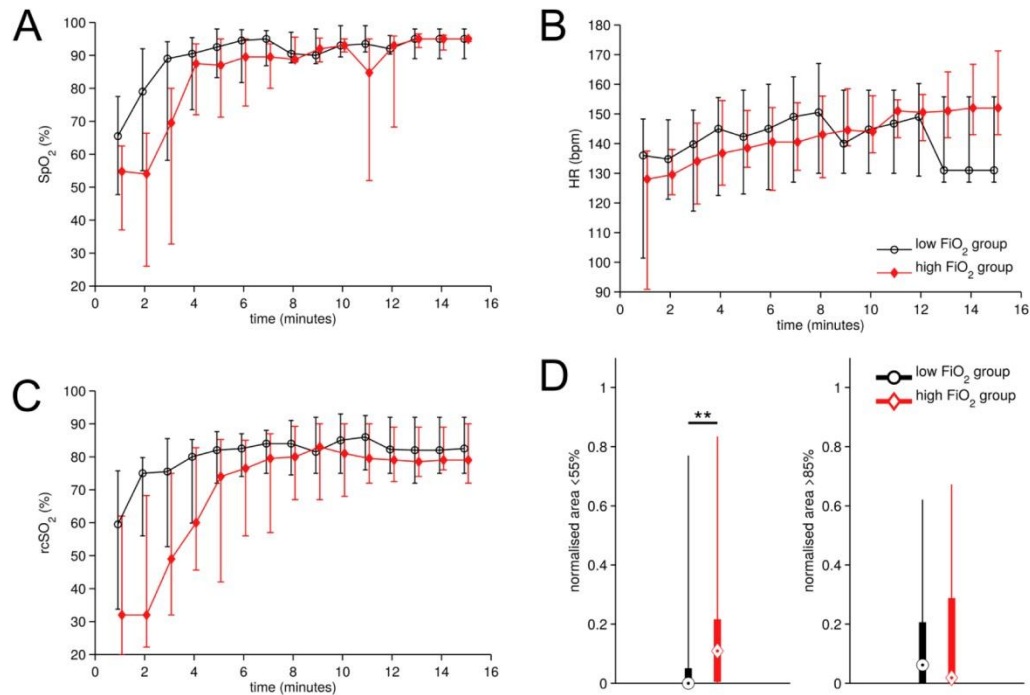 A
SpO2 (%)
100
90
80
70
60
50
40
30
20
0 2 4 6 8 10 12 14 16
time (minutes)
B
HR (bpm)
180
170
160
150
140
130
120
110
100
90
0 2 4 6 8 10 12 14 16
time (minutes)
low FiO2 group
high FiO2 group
C
rcSO2 (%)
100
90
80
70
60
50
40
30
20
0 2 4 6 8 10 12 14 16
time (minutes)
D
normalised area <55%
1
0.8
0.6
0.4
0.2
0
**
normalised area >85%
1
0.8
0.6
0.4
0.2
0
low FiO2 group
high FiO2 group